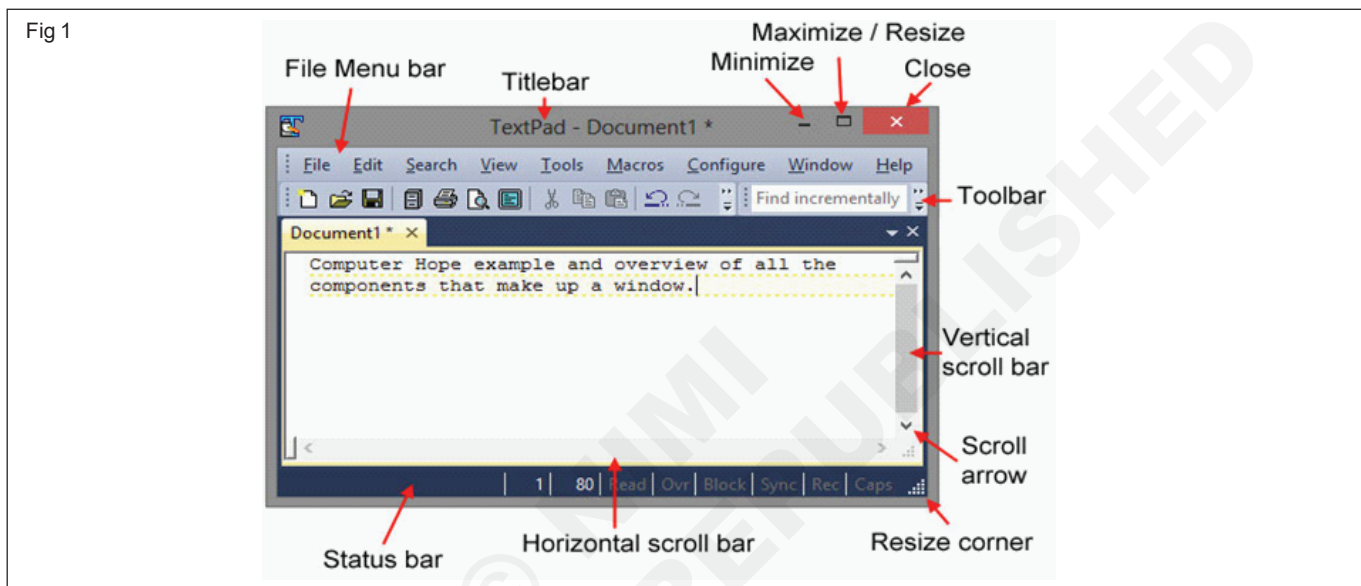 Fig 1
Maximize / Resize
File Menu bar
Titlebar
Minimize
Close
TextPad - Document1 *
File Edit Search View Tools Macros Configure Window Help
Find incrementally
Toolbar
Document1 *
Computer Hope example and overview of all the
components that make up a window.
Vertical
scroll bar
Scroll
arrow
1 80 Read Ovr Block Sync Rec Caps
Status bar
Horizontal scroll bar
Resize corner
© NIMI
REPUBLISHED